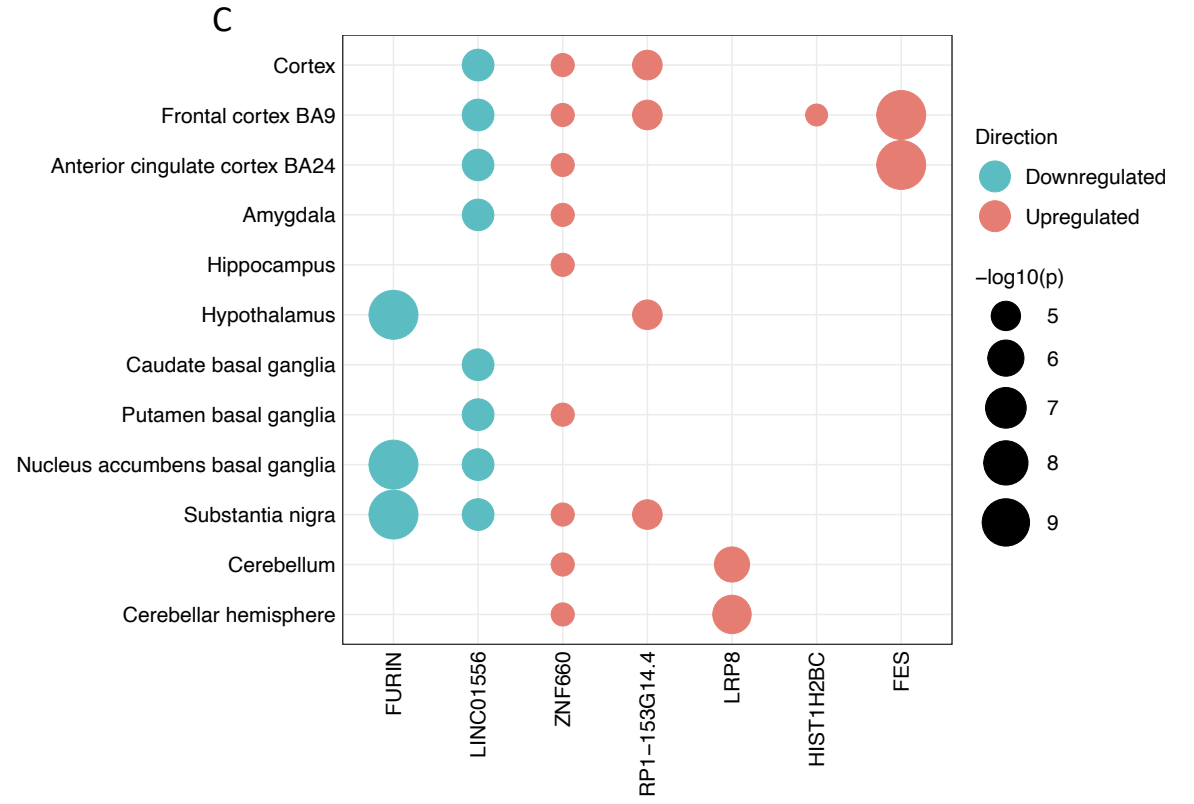 C
Cortex
Frontal cortex BA9
Anterior cingulate cortex BA24
Amygdala
Hippocampus
Hypothalamus
Caudate basal ganglia
Putamen basal ganglia
Nucleus accumbens basal ganglia
Substantia nigra
Cerebellum
Cerebellar hemisphere
FURIN
LINC01556
ZNF660
RP1−153G14.4
LRP8
HIST1H2BC
FES
Direction
Downregulated
Upregulated
−log10(p)
5
6
7
8
9